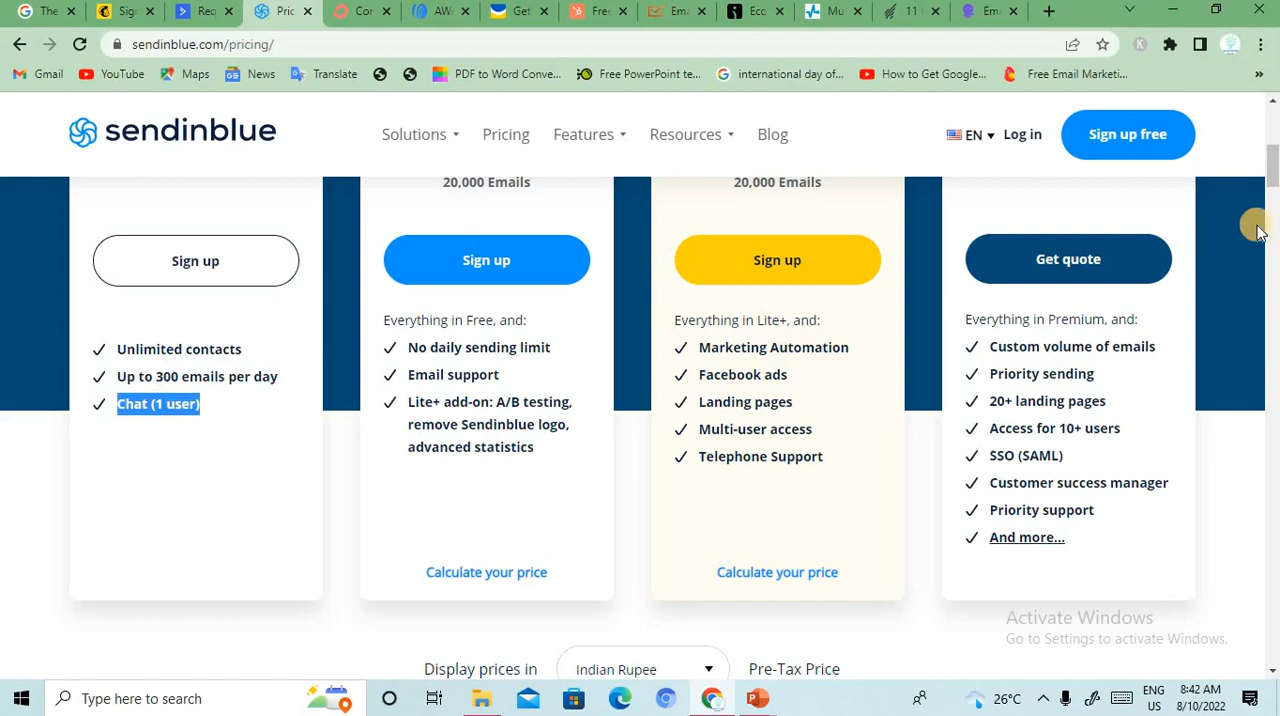 The
Sign
Req
Pric
Con
AW
Get
Free
Ema
Eco
Mu
11
Ema
sendinblue.com/pricing/
K
Gmail
YouTube
Maps
News
Translate
PDF to Word Conve...
Free PowerPoint te...
international day of...
How to Get Google...
Free Email Marketi...
»
sendinblue
Solutions
Pricing
Features
Resources
Blog
EN
Log in
Sign up free
20,000 Emails
20,000 Emails
Sign up
Unlimited contacts
Up to 300 emails per day
Chat (1 user)
Sign up
Everything in Free, and:
No daily sending limit
Email support
Lite+ add-on: A/B testing,
remove Sendinblue logo,
advanced statistics
Calculate your price
Sign up
Everything in Lite+, and:
Marketing Automation
Facebook ads
Landing pages
Multi-user access
Telephone Support
Calculate your price
Get quote
Everything in Premium, and:
Custom volume of emails
Priority sending
20+ landing pages
Access for 10+ users
SSO (SAML)
Customer success manager
Priority support
And more...
Activate Windows
Go to Settings to activate Windows.
Display prices in
Indian Rupee
Pre-Tax Price
Type here to search
26°C
ENG
US
8:42 AM
8/10/2022